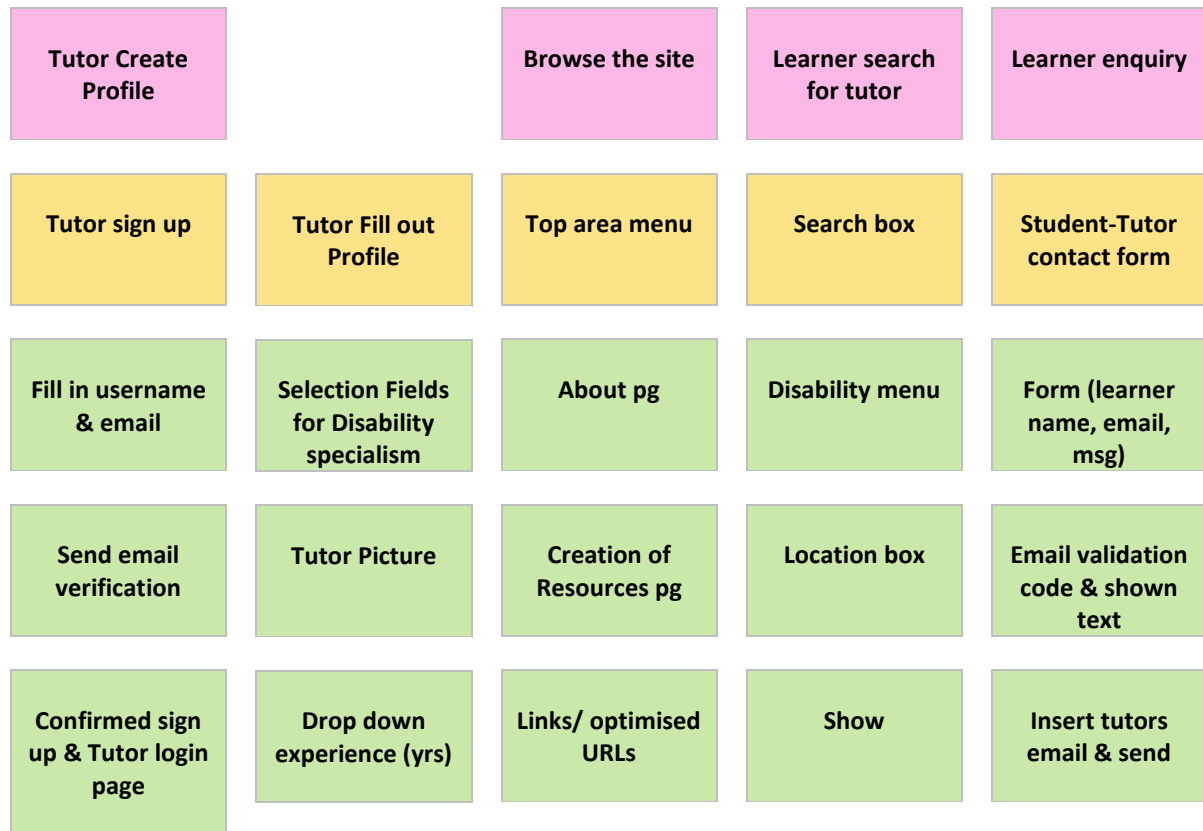 Tutor Create
Profile
Browse the site
Learner search
for tutor
Learner enquiry
Tutor sign up
Tutor Fill out
Profile
Top area menu
Search box
Student-Tutor
contact form
Fill in username
& email
Selection Fields
for Disability
specialism
About pg
Disability menu
Form (learner
name, email,
msg)
Send email
verification
Tutor Picture
Creation of
Resources pg
Location box
Email validation
code & shown
text
Confirmed sign
up & Tutor login
page
Drop down
experience (yrs)
Links/ optimised
URLs
Show
Insert tutors
email & send